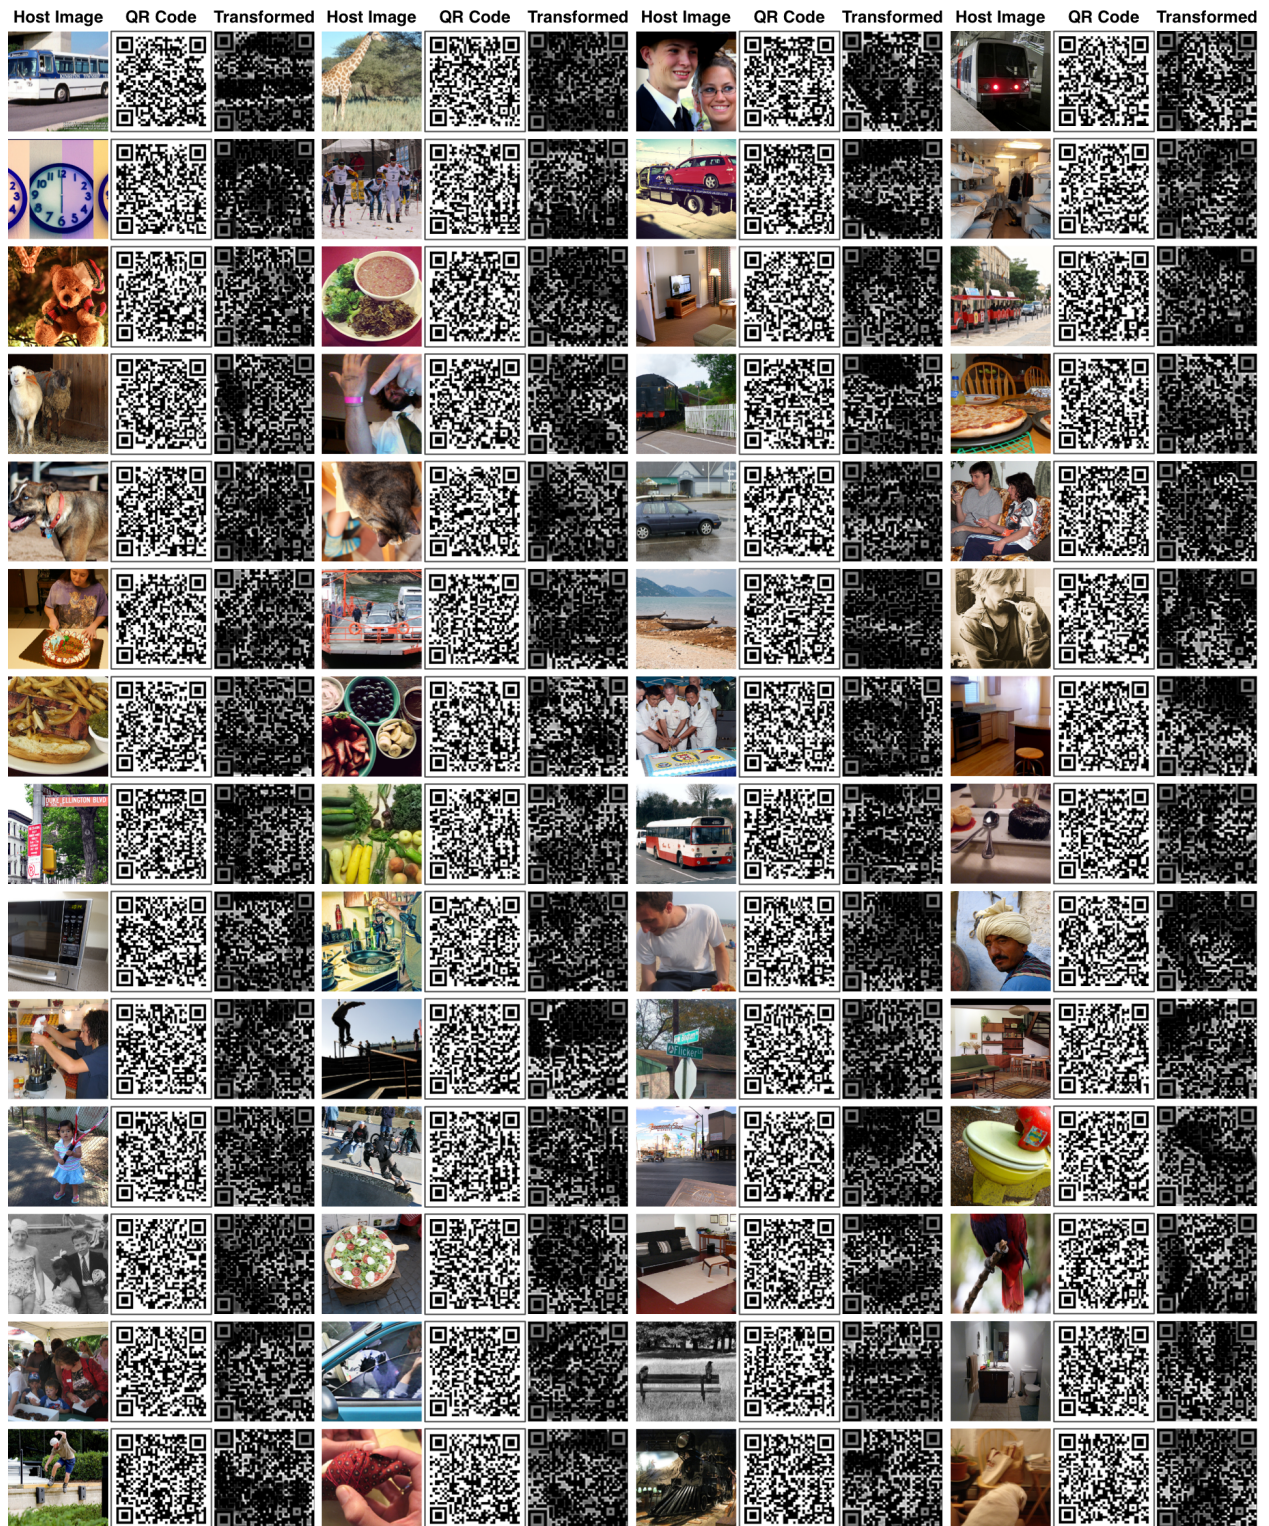 Host Image QR Code Transformed Host Image QR Code Transformed Host Image QR Code Transformed Host Image QR Code Transformed
DUKE ELLINGTON BLVD
Flicker